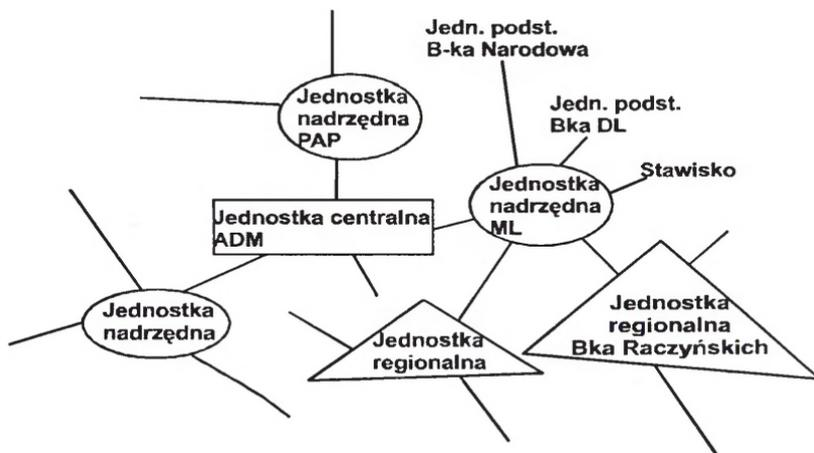 Jedn. podst.
B-ka Narodowa
Jednostka
nadrzędna
PAP
Jedn. podst.
Bka DL
Stawisko
Jednostka
nadrzędna
ML
Jednostka centralna
ADM
Jednostka
nadrzędna
Jednostka
regionalna
Jednostka
regionalna
Bka Raczyńskich